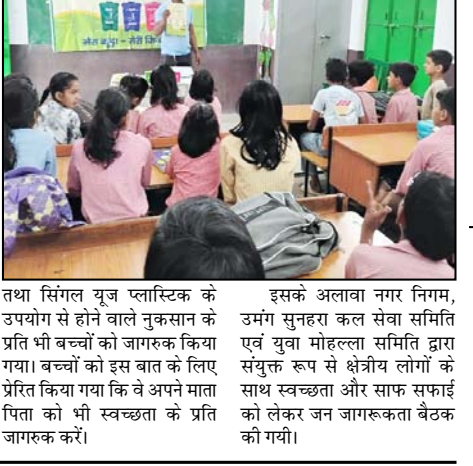 मेरा कूड़ा - मेरी
तथा सिंगल यूज प्लास्टिक के
उपयोग से होने वाले नुकसान के
प्रति भी बच्चों को जागरुक किया
गया। बच्चों को इस बात के लिए
प्रेरित किया गया कि वे अपने माता
पिता को भी स्वच्छता के प्रति
जागरुक करें।
इसके अलावा नगर निगम,
उमंग सुनहरा कल सेवा समिति
एवं युवा मोहल्ला समिति द्वारा
संयुक्त रूप से क्षेत्रीय लोगों के
साथ स्वच्छता और साफ सफाई
को लेकर जन जागरूकता बैठक
की गयी।